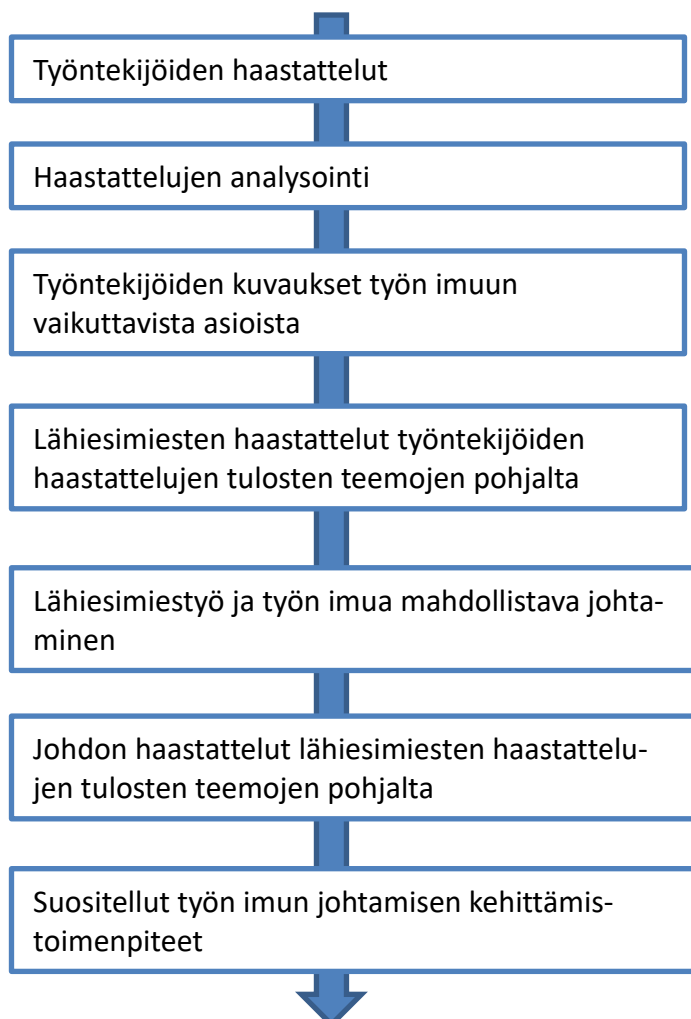 Työntekijöiden haastattelut
Haastattelujen analysointi
Työntekijöiden kuvaukset työn imuun
vaikuttavista asioista
Lähiesimiesten haastattelut työntekijöiden
haastattelujen tulosten teemojen pohjalta
Lähiesimiestyö ja työn imua mahdollistava johta-
minen
Johdon haastattelut lähiesimiesten haastattelu-
jen tulosten teemojen pohjalta
Suositellut työn imun johtamisen kehittämis-
toimenpiteet